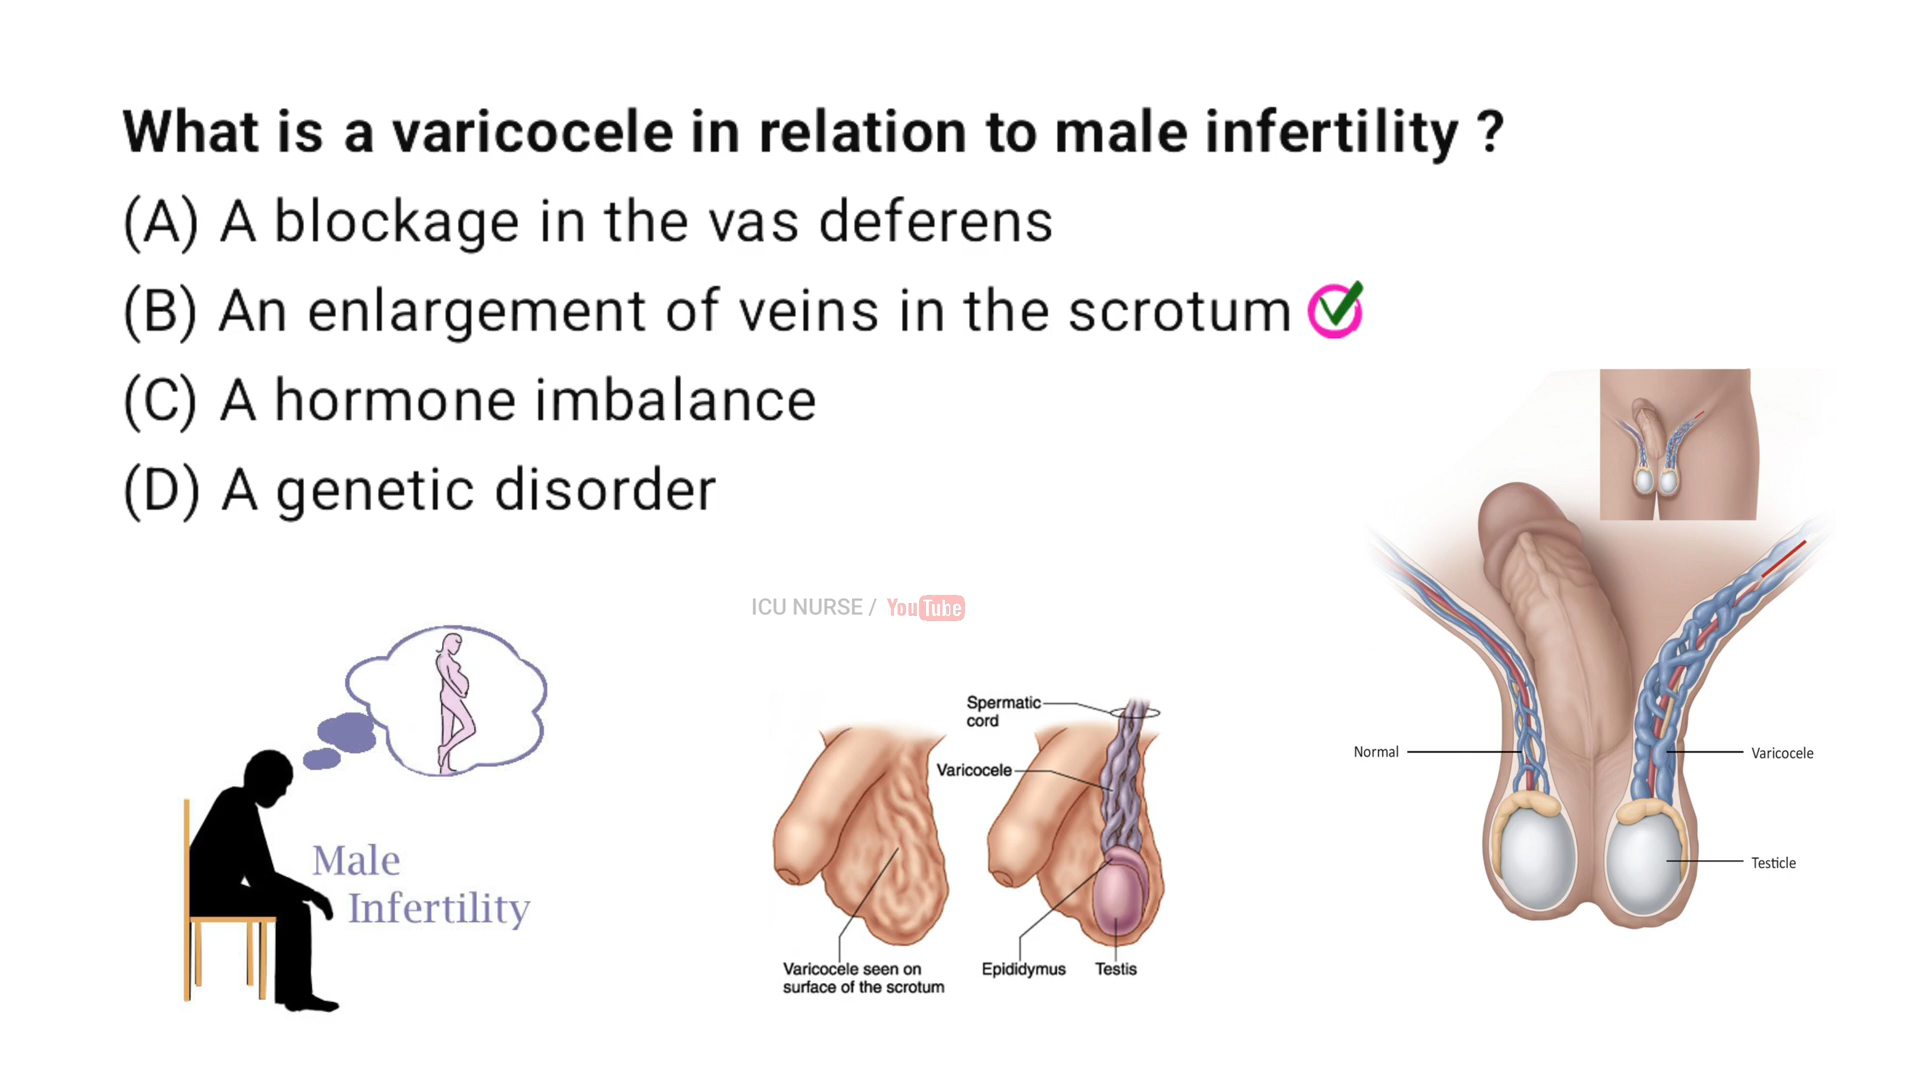 What is a varicocele in relation to male infertility ?
(A) A blockage in the vas deferens
(B) An enlargement of veins in the scrotum
(C) A hormone imbalance
(D) A genetic disorder
ICU NURSE / YouTube
Male
Infertility
Spermatic
cord
Varicocele
Varicocele seen on
surface of the scrotum
Epididymus
Testis
Normal
Varicocele
Testicle